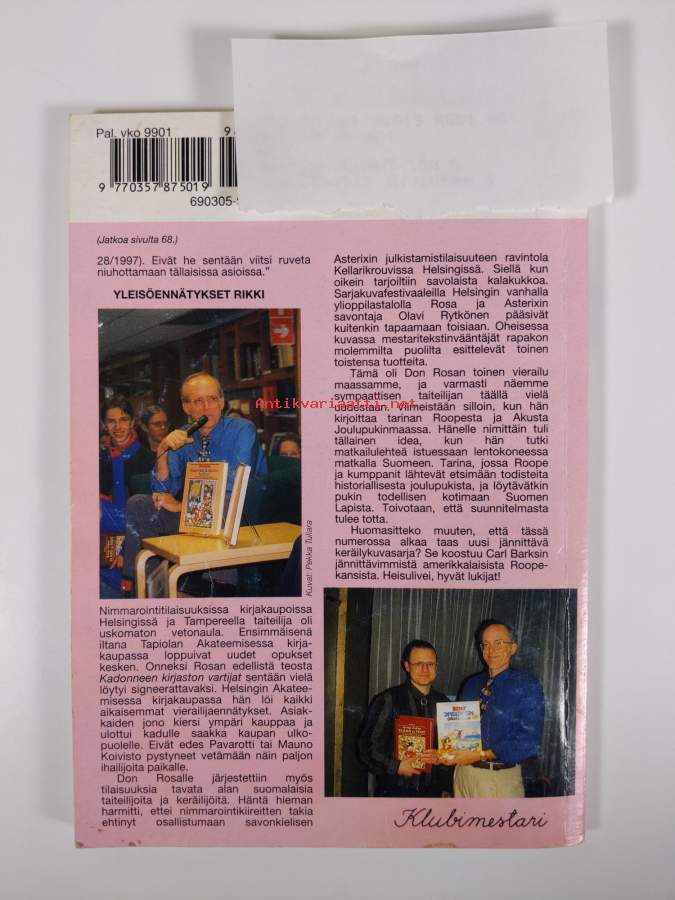 Pal. vko 9901
9
9 770357 875019
690305-
(Jatkoa sivulta 68.)
28/1997). Eivät he sentään viitsi ruveta
niuhottamaan tällaisissa asioissa."
YLEISÖENNÄTYKSET RIKKI
Kuvat: Pekka Tuliara
Nimmarointitilaisuuksissa kirjakaupoissa
Helsingissä ja Tampereella taiteilija oli
uskomaton vetonaula. Ensimmäisenä
iltana Tapiolan Akateemisessa kirja-
kaupassa loppuivat uudet opukset
kesken. Onneksi Rosan edellistä teosta
Kadonneen kirjaston vartijat sentään vielä
löytyi signeerattavaksi. Helsingin Akatee-
misessa kirjakaupassa hän löi kaikki
aikaisemmat vierailijaennätykset. Asiak-
kaiden jono kiersi ympäri kauppaa ja
ulottui kadulle saakka kaupan ulko-
puolelle. Eivät edes Pavarotti tai Mauno
Koivisto pystyneet vetämään näin paljon
ihailijoita paikalle.
Don Rosalle järjestettiin myös
tilaisuuksia tavata alan suomalaisia
taiteilijoita ja keräilijöitä. Häntä hieman
harmitti, ettei nimmarointikiireitten takia
ehtinyt osallistumaan savonkielisen
Asterixin julkistamistilaisuuteen ravintola
Kellarikrouvissa Helsingissä. Siellä kun
oikein tarjoiltiin savolaista kalakukkoa.
Sarjakuvafestivaaleilla Helsingin vanhalla
ylioppilastalolla Rosa ja Asterixin
savontaja Olavi Rytkönen pääsivät
kuitenkin tapaamaan toisiaan. Oheisessa
kuvassa mestaritekstinvääntäjät rapakon
molemmilta puolilta esittelevät toinen
toistensa tuotteita.
Tämä oli Don Rosan toinen vierailu
maassamme, ja varmasti näemme
sympaattisen taiteilijan täällä vielä
uudestaan. Viimeistään silloin, kun hän
kirjoittaa tarinan Roopesta ja Akusta
Joulupukinmaassa. Hänelle nimittäin tuli
tällainen idea, kun hän tutki
matkailulehteä istuessaan lentokoneessa
matkalla Suomeen. Tarina, jossa Roope
ja kumppanit lähtevät etsimään todisteita
historiallisesta joulupukista, ja löytävätkin
pukin todellisen kotimaan Suomen
Lapista. Toivotaan, että suunnitelmasta
tulee totta.
Huomasitteko muuten, että tässä
numerossa alkaa taas uusi jännittävä
keräilykuvasarja? Se koostuu Carl Barksin
jännittävimmistä amerikkalaisista Roope-
kansista. Heisulivei, hyvät lukijat!
Klubimestari
Antikvariaatti.net